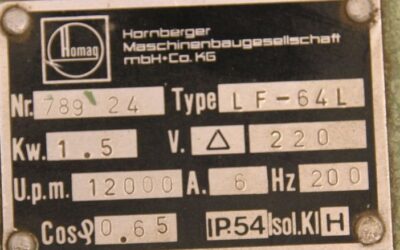 Homag
Hornberger
Maschinenbaugesellschaft
mbH+Co. KG
Nr. 789 24 Type LF-64L
Kw. 1.5 V. △ 220
U.p.m. 12000 A. 6 Hz 200
Cosφ 0.65 IP.54 Isol.Kl H